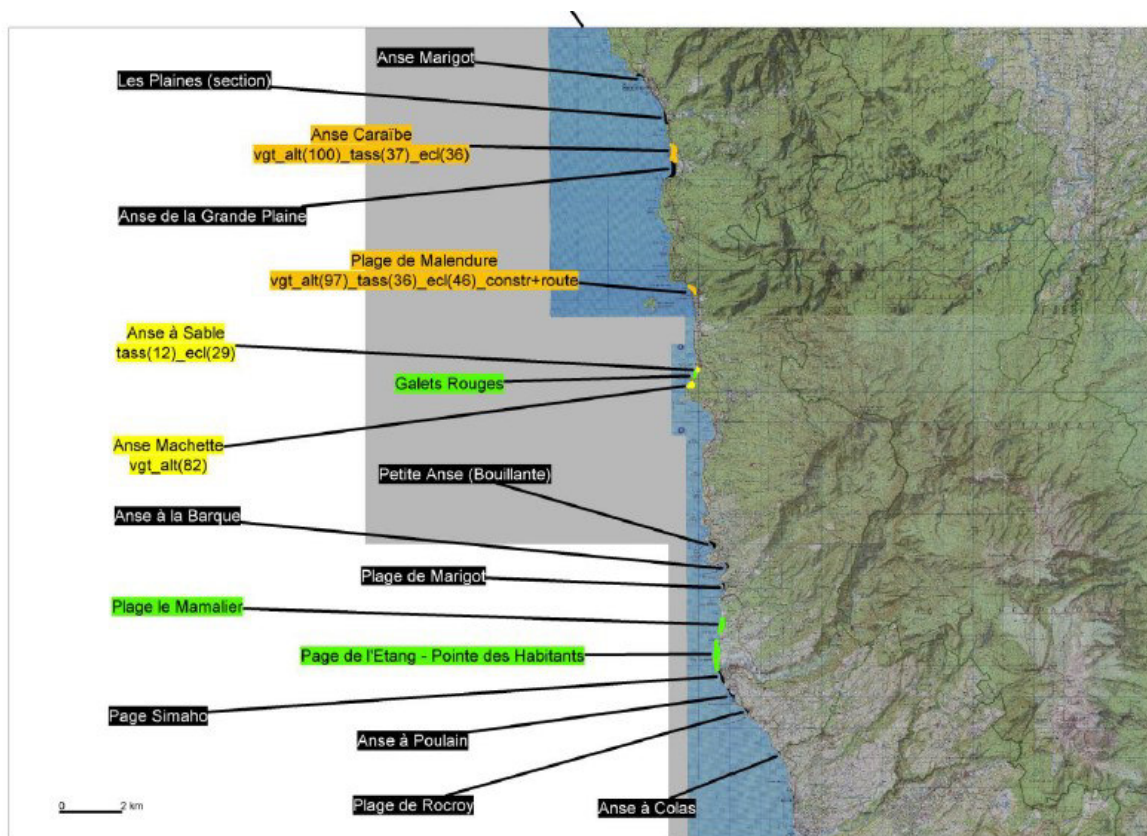 Anse Marigot
Les Plaines (section)
Anse Caraïbe
vgt_alt(100)_tass(37)_ecl(36)
Anse de la Grande Plaine
Plage de Malendure
vgt_alt(97)_tass(36)_ecl(46)_constr+route
Anse à Sable
tass(12)_ecl(29)
Galets Rouges
Anse Machette
vgt_alt(82)
Petite Anse (Bouillante)
Anse à la Barque
Plage de Marigot
Plage le Mamalier
Page de l'Etang - Pointe des Habitants
Page Simaho
Anse à Poulain
Plage de Rocroy
Anse à Colas
0 2 km